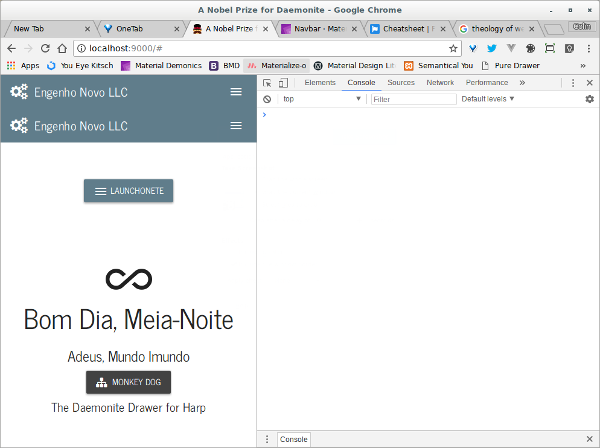 A Nobel Prize for Daemonite - Google Chrome
New Tab
OneTab
A Nobel Prize f
Navbar · Mate
Cheatsheet | F
theology of w
Colin
localhost:9000/#
Apps
You Eye Kitsch
Material Demonics
BMD
Materialize-o
Material Design Lit
Semantical You
Pure Drawer
»
Engenho Novo LLC
Engenho Novo LLC
LAUNCHONETE
Bom Dia, Meia-Noite
Adeus, Mundo Imundo
MONKEY DOG
The Daemonite Drawer for Harp
Elements
Console
Sources
Network
Performance
»
top
Filter
Default levels
Console